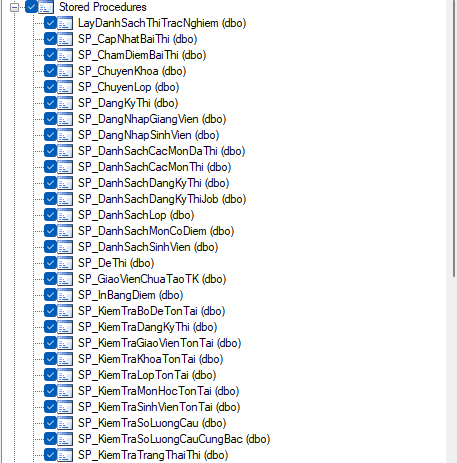 Stored Procedures
LayDanhSachThiTracNghiem (dbo)
SP_CapNhatBaiThi (dbo)
SP_ChamDiemBaiThi (dbo)
SP_ChuyenKhoa (dbo)
SP_ChuyenLop (dbo)
SP_DangKyThi (dbo)
SP_DangNhapGiangVien (dbo)
SP_DangNhapSinhVien (dbo)
SP_DanhSachCacMonDaThi (dbo)
SP_DanhSachCacMonThi (dbo)
SP_DanhSachDangKyThi (dbo)
SP_DanhSachDangKyThiJob (dbo)
SP_DanhSachLop (dbo)
SP_DanhSachMonCoDiem (dbo)
SP_DanhSachSinhVien (dbo)
SP_DeThi (dbo)
SP_GiaoVienChuaTaoTK (dbo)
SP_InBangDiem (dbo)
SP_KiemTraBoDeTonTai (dbo)
SP_KiemTraDangKyThi (dbo)
SP_KiemTraGiaoVienTonTai (dbo)
SP_KiemTraKhoaTonTai (dbo)
SP_KiemTraLopTonTai (dbo)
SP_KiemTraMonHocTonTai (dbo)
SP_KiemTraSinhVienTonTai (dbo)
SP_KiemTraSoLuongCau (dbo)
SP_KiemTraSoLuongCauCungBac (dbo)
SP_KiemTraTrangThaiThi (dbo)